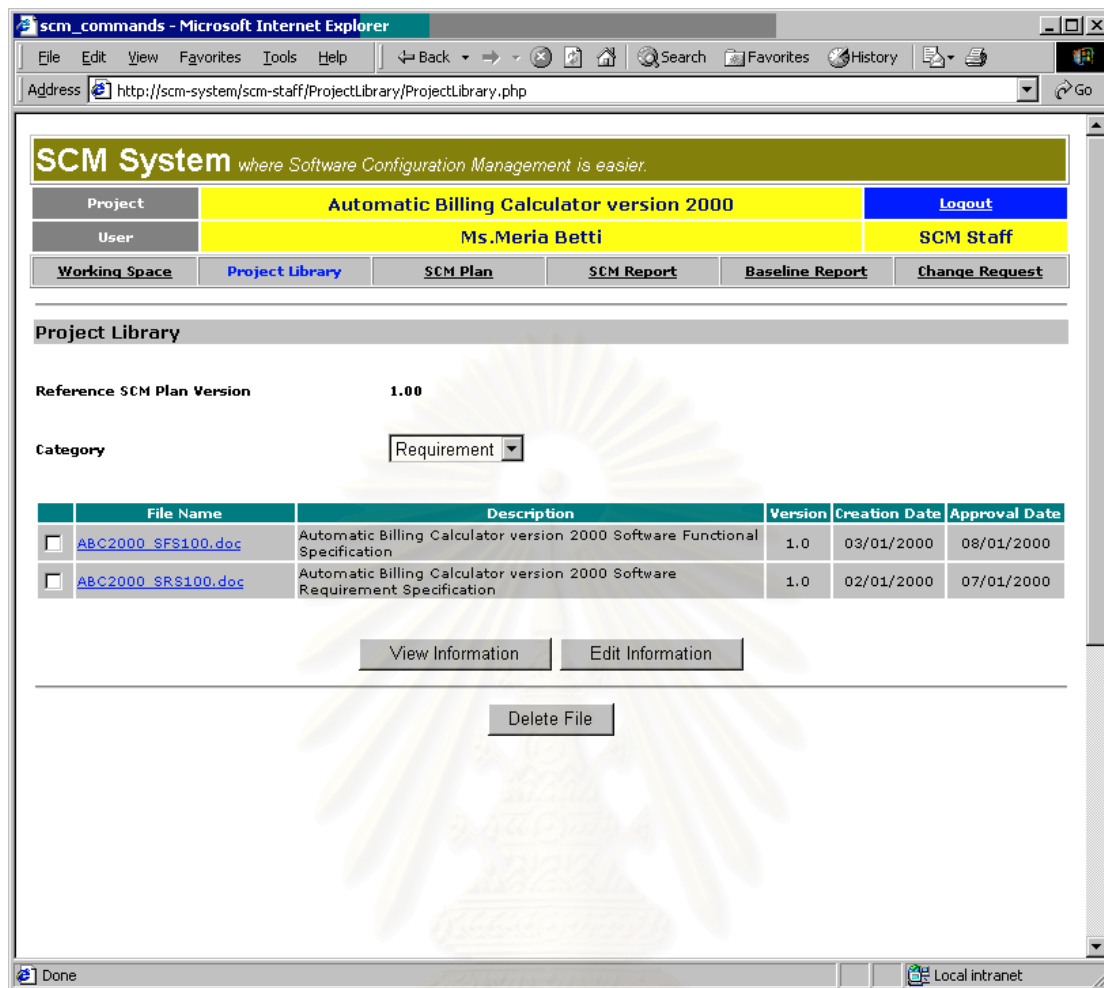 scm_commands - Microsoft Internet Explorer
File Edit View Favorites Tools Help Back Search Favorites History
Address http://scm-system/scm-staff/ProjectLibrary/ProjectLibrary.php Go
SCM System where Software Configuration Management is easier.
Project Automatic Billing Calculator version 2000 Logout
User Ms.Meria Betti SCM Staff
Working Space Project Library SCM Plan SCM Report Baseline Report Change Request
Project Library
Reference SCM Plan Version 1.00
Category Requirement
File Name Description Version Creation Date Approval Date
ABC2000_SFS100.doc Automatic Billing Calculator version 2000 Software Functional 1.0 03/01/2000 08/01/2000
Specification
ABC2000_SRS100.doc Automatic Billing Calculator version 2000 Software 1.0 02/01/2000 07/01/2000
Requirement Specification
View Information Edit Information
Delete File
Done Local intranet